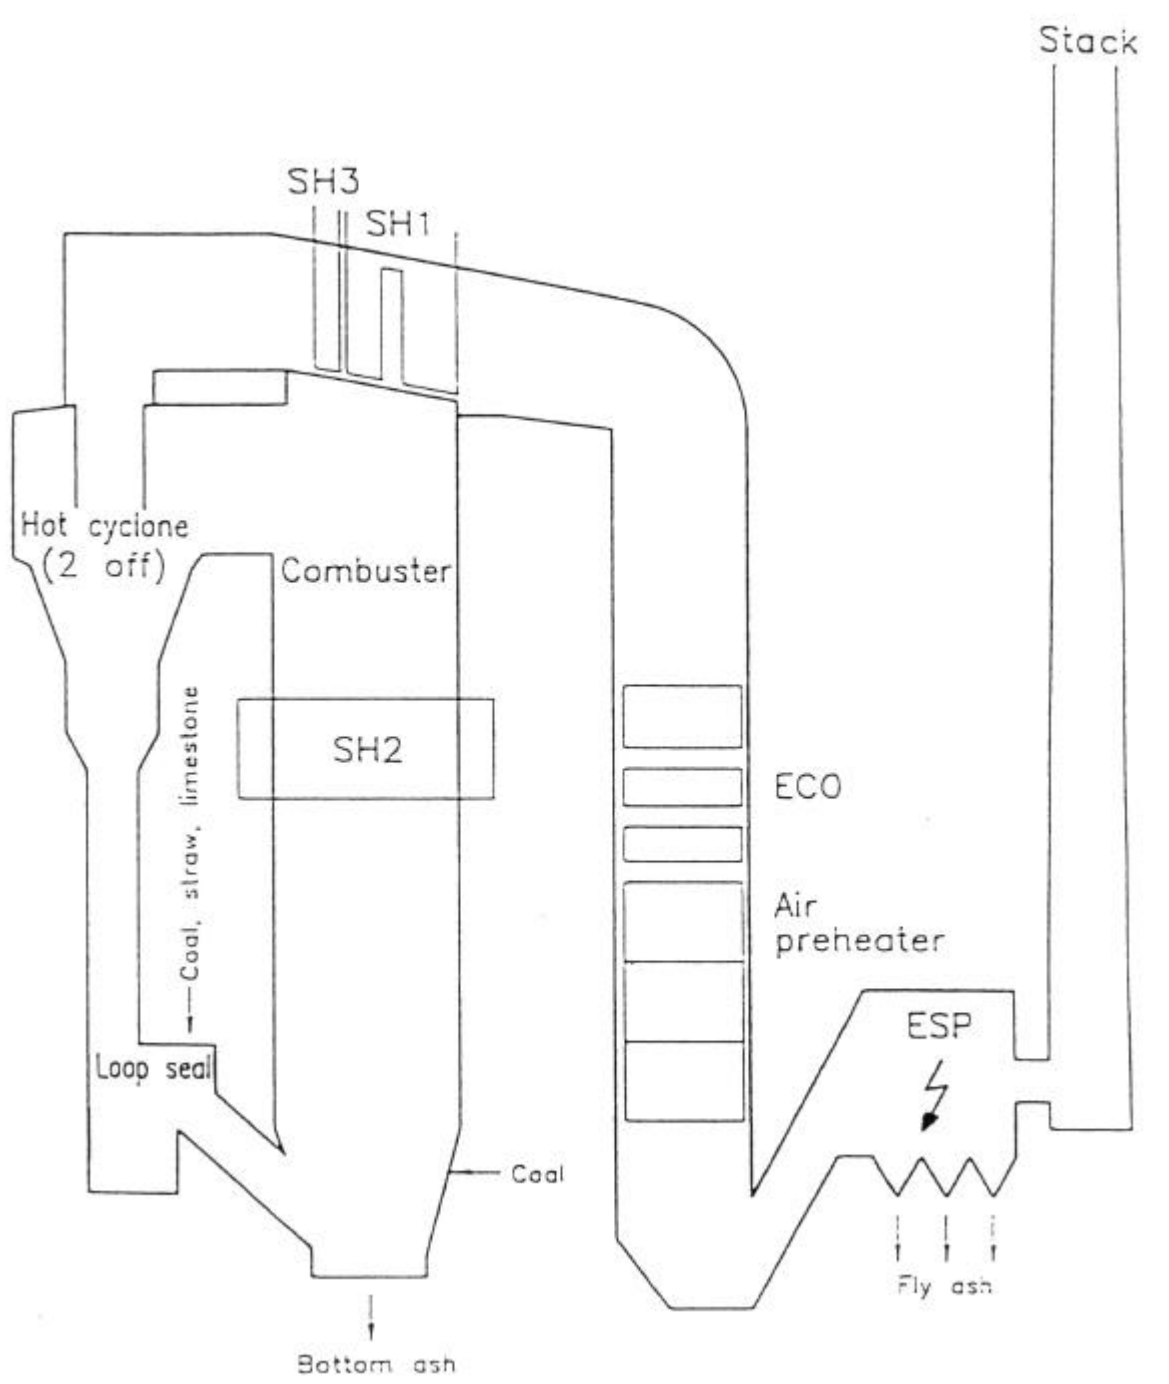 Stack
SH3
SH1
Hot cyclone
(2 off)
Combuster
SH2
Coal, straw, limestone
ECO
Air
preheater
ESP
Loop seal
Coal
Fly ash
Bottom ash